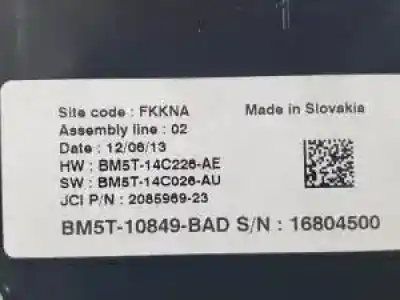 Site code : FKKNA Made in Slovakia
Assembly line : 02
Date : 12/06/13
HW : BM5T-14C226-AE
SW : BM5T-14C026-AU
JCI P/N : 2085969-23
BM5T-10849-BAD S/N : 16804500